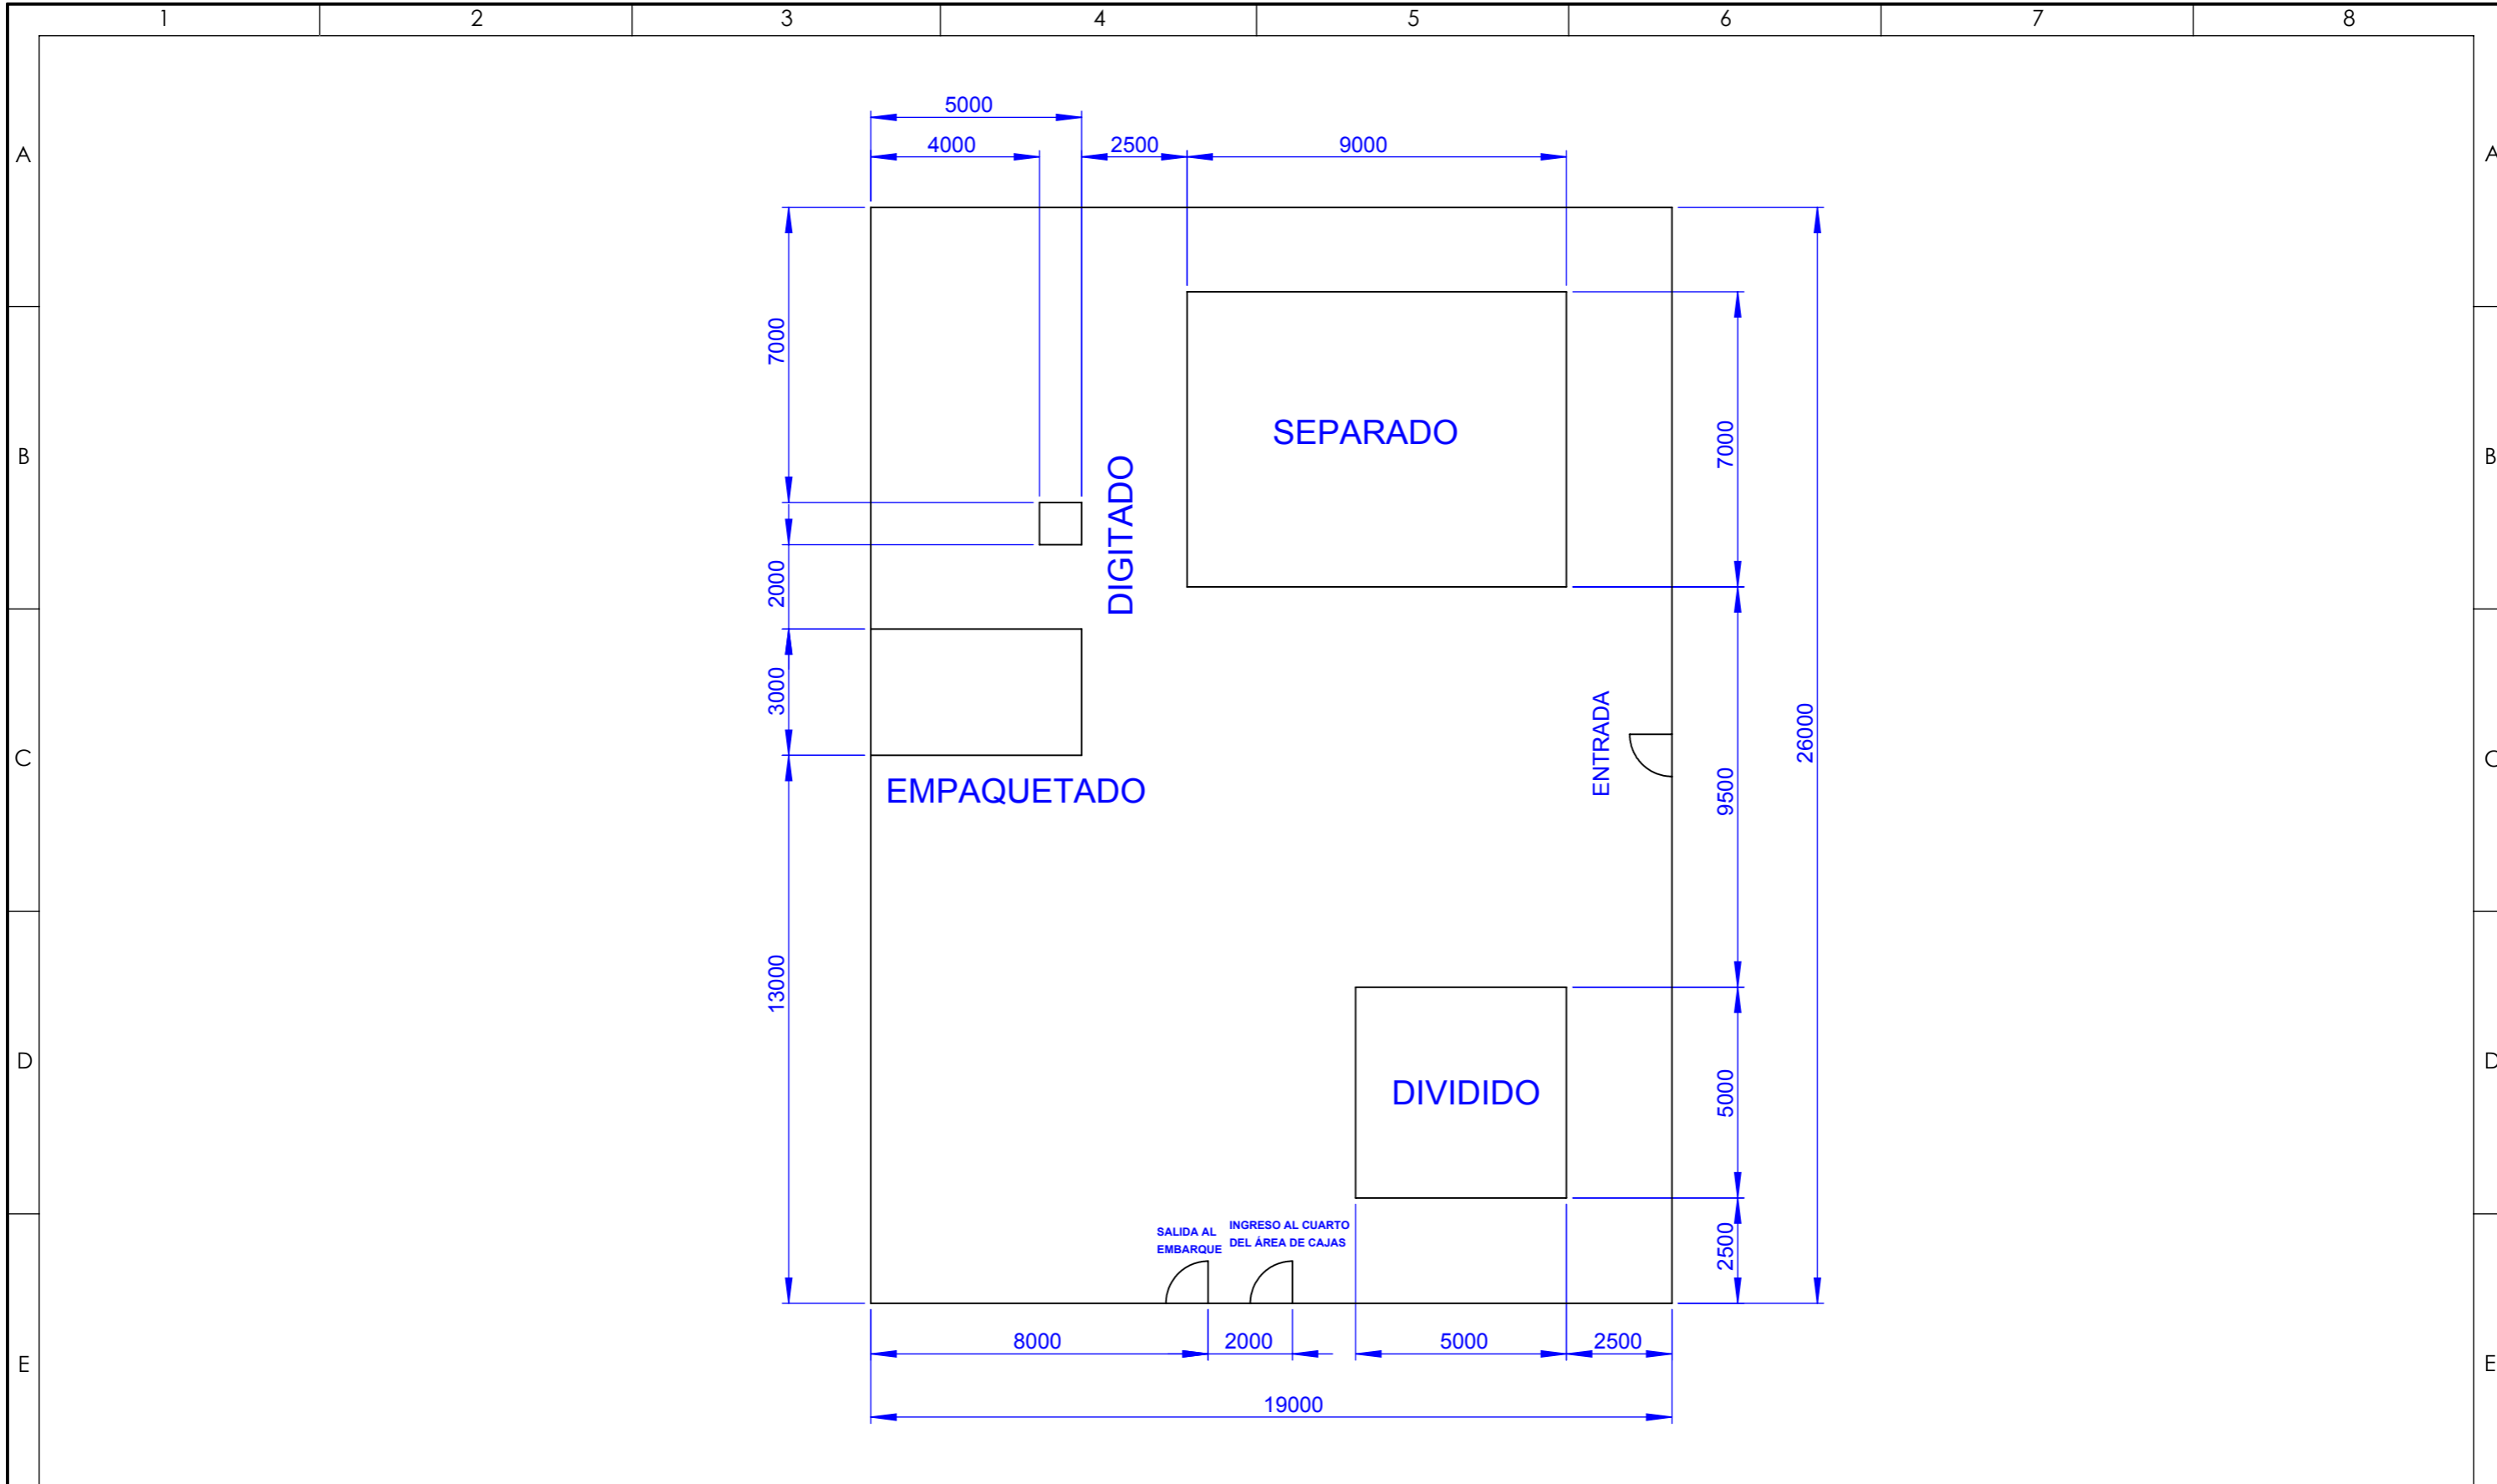 1 2 3 4 5 6 7 8
5000
4000 2500 9000
A A
7000
SEPARADO
7000
B B
DIGITADO
2000
3000
ENTRADA
26000
C C
EMPAQUETADO
9500
13000
D D
DIVIDIDO
5000
SALIDA AL
EMBARQUE
INGRESO AL CUARTO
DEL ÁREA DE CAJAS
2500
8000 2000 5000 2500
E E
19000